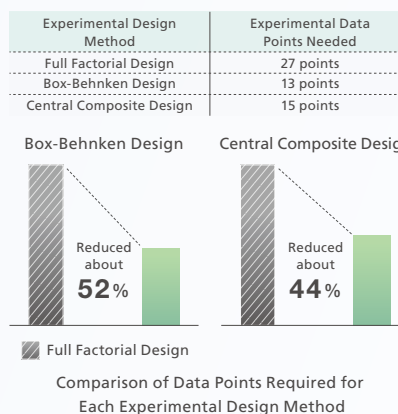 Experimental Design Method
Experimental Data Points Needed
Full Factorial Design 27 points
Box-Behnken Design 13 points
Central Composite Design 15 points
Box-Behnken Design
Central Composite Desig
Reduced
about
52%
Reduced
about
44%
Full Factorial Design
Comparison of Data Points Required for
Each Experimental Design Method